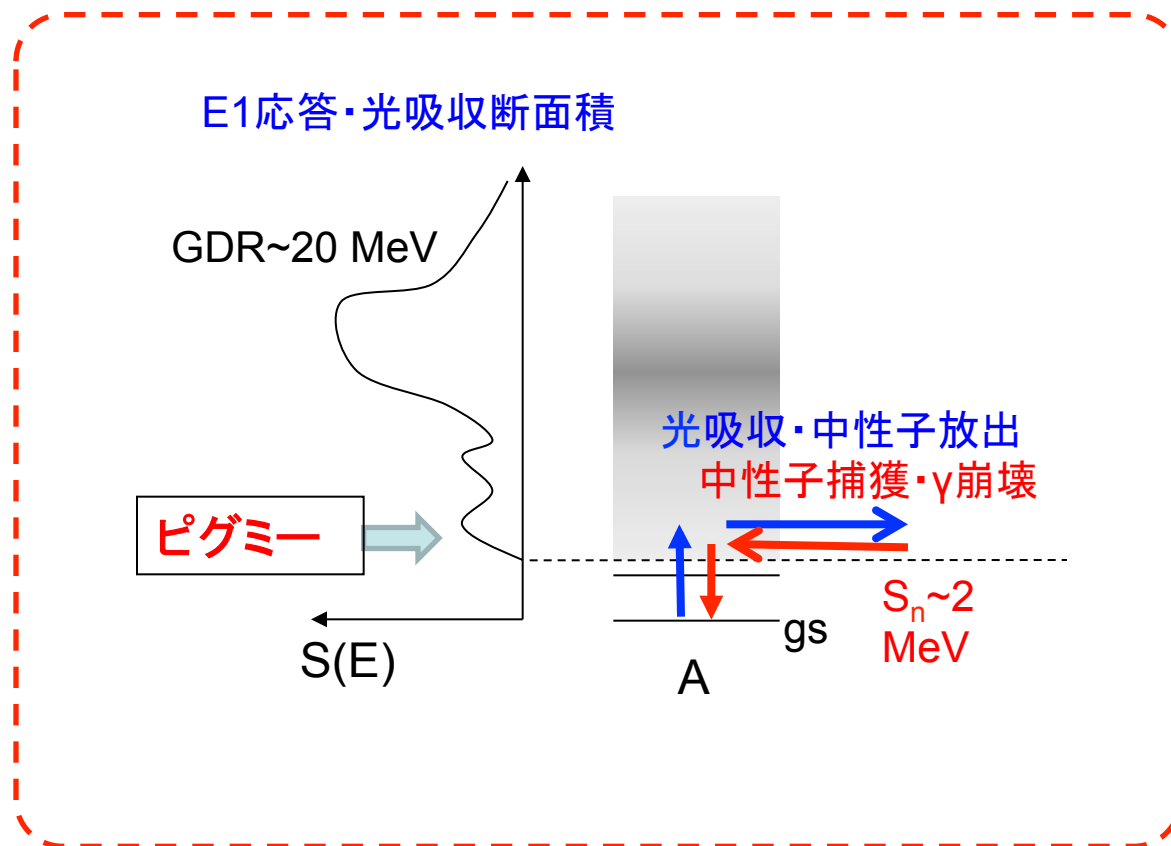 E1応答・光吸収断面積
GDR~20 MeV
光吸収・中性子放出
中性子捕獲・γ崩壊
ピグミー
Sn~2
MeV
gs
S(E)
A